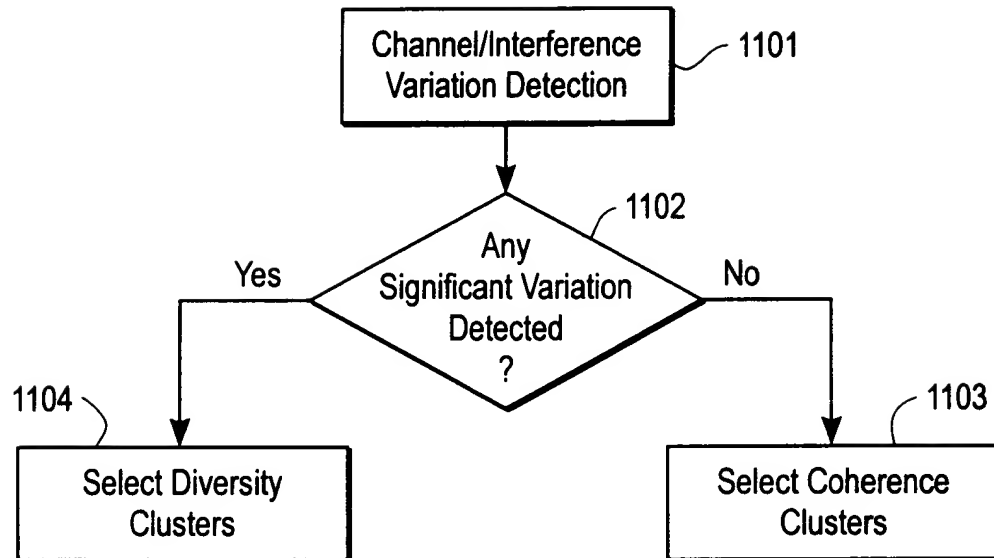 Channel/Interference
Variation Detection
1101
1102
Any
Significant Variation
Detected
?
Yes
No
1104
1103
Select Diversity
Clusters
Select Coherence
Clusters